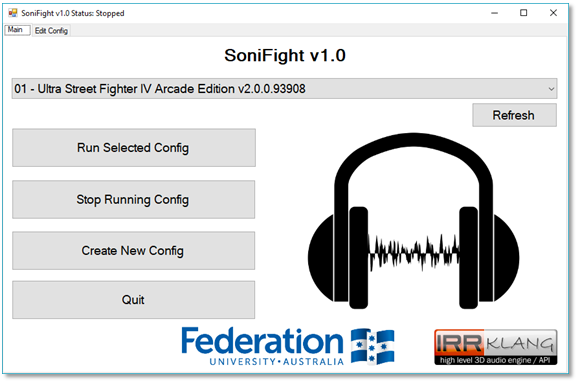 SoniFight v1.0 Status: Stopped
Main Edit Config
SoniFight v1.0
01 - Ultra Street Fighter IV Arcade Edition v2.0.0.93908
Refresh
Run Selected Config
Stop Running Config
Create New Config
Quit
Federation
UNIVERSITY • AUSTRALIA
IRR KLANG
high level 3D audio engine / API